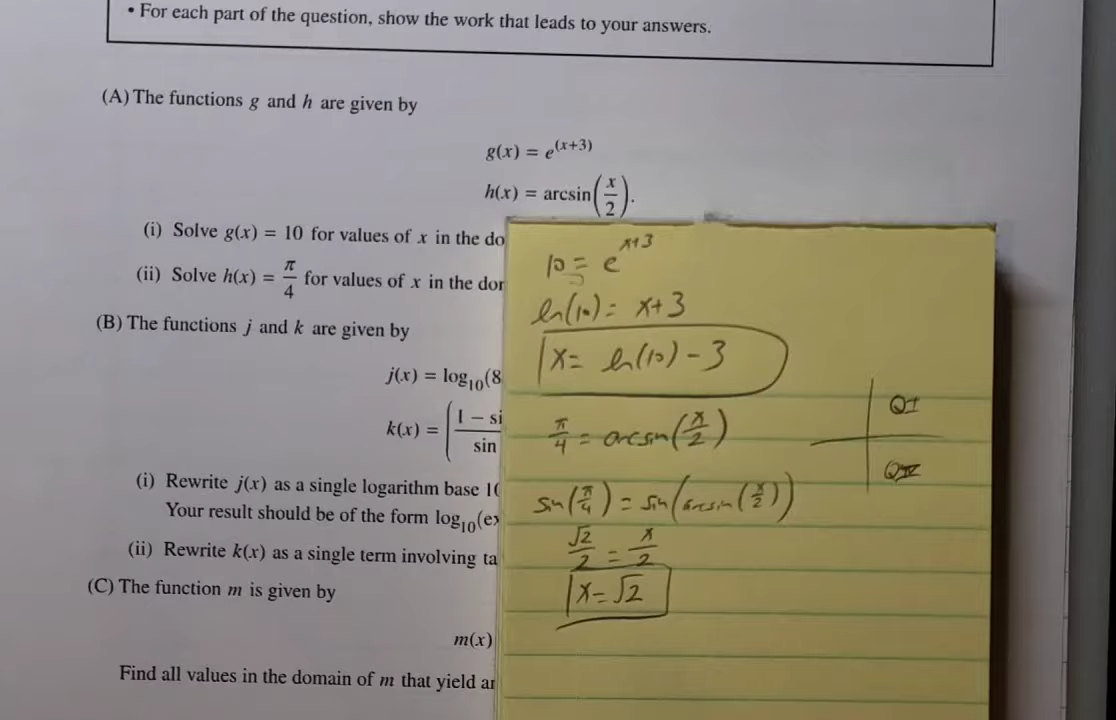 • For each part of the question, show the work that leads to your answers.
(A) The functions g and h are given by
g(x) = e^(x+3)
h(x) = arcsin(x/2).
(i) Solve g(x) = 10 for values of x in the do
(ii) Solve h(x) = π/4 for values of x in the dor
(B) The functions j and k are given by
j(x) = log₁₀(8
k(x) = (1 − si / sin
(i) Rewrite j(x) as a single logarithm base 1(
Your result should be of the form log₁₀(ex
(ii) Rewrite k(x) as a single term involving ta
(C) The function m is given by
m(x)
Find all values in the domain of m that yield ar
10 = e^x+3
ln(10) = x+3
x = ln(10) - 3
π/4 = arcsin(x/2)
QI
QIV
sin(π/4) = sin(arcsin(x/2))
√2/2 = x/2
x = √2